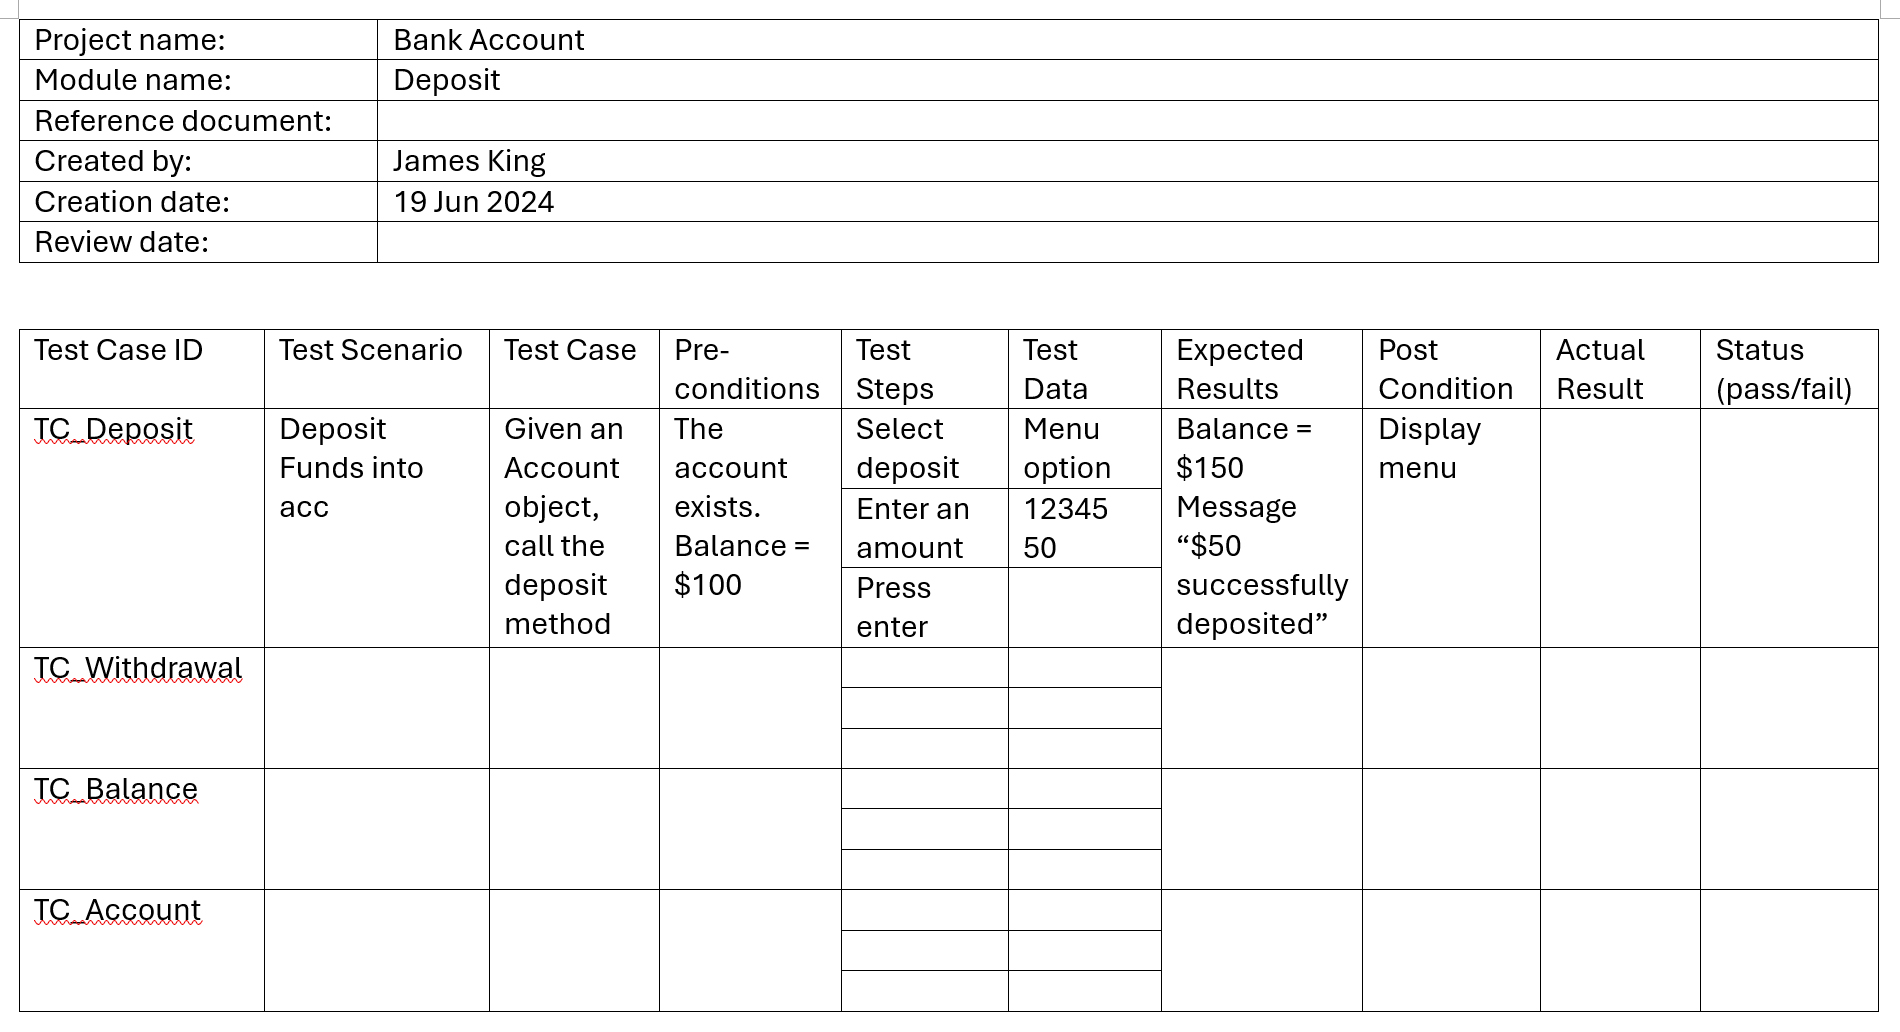 Project name: Bank Account
Module name: Deposit
Reference document:
Created by: James King
Creation date: 19 Jun 2024
Review date:
Test Case ID Test Scenario Test Case Pre- Test Test Expected Post Actual Status
conditions Steps Data Results Condition Result (pass/fail)
TC_Deposit Deposit Given an The Select Menu Balance = Display
Funds into Account account deposit option $150 menu
acc object, exists. Enter an 12345 Message
call the Balance = amount 50 “$50
deposit $100 Press successfully
method enter deposited”
TC_Withdrawal
TC_Balance
TC_Account